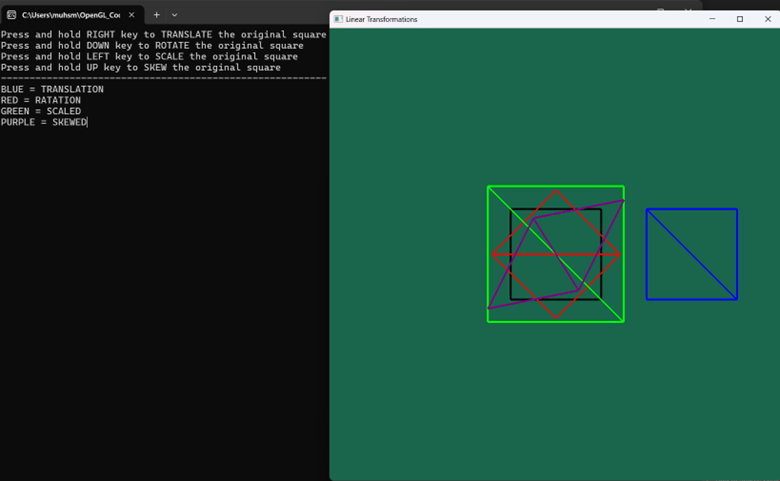 C:\Users\muhsm\OpenGL_Coc
Linear Transformations
Press and hold RIGHT key to TRANSLATE the original square
Press and hold DOWN key to ROTATE the original square
Press and hold LEFT key to SCALE the original square
Press and hold UP key to SKEW the original square
---------------------------------------------------------
BLUE = TRANSLATION
RED = RATATION
GREEN = SCALED
PURPLE = SKEWED